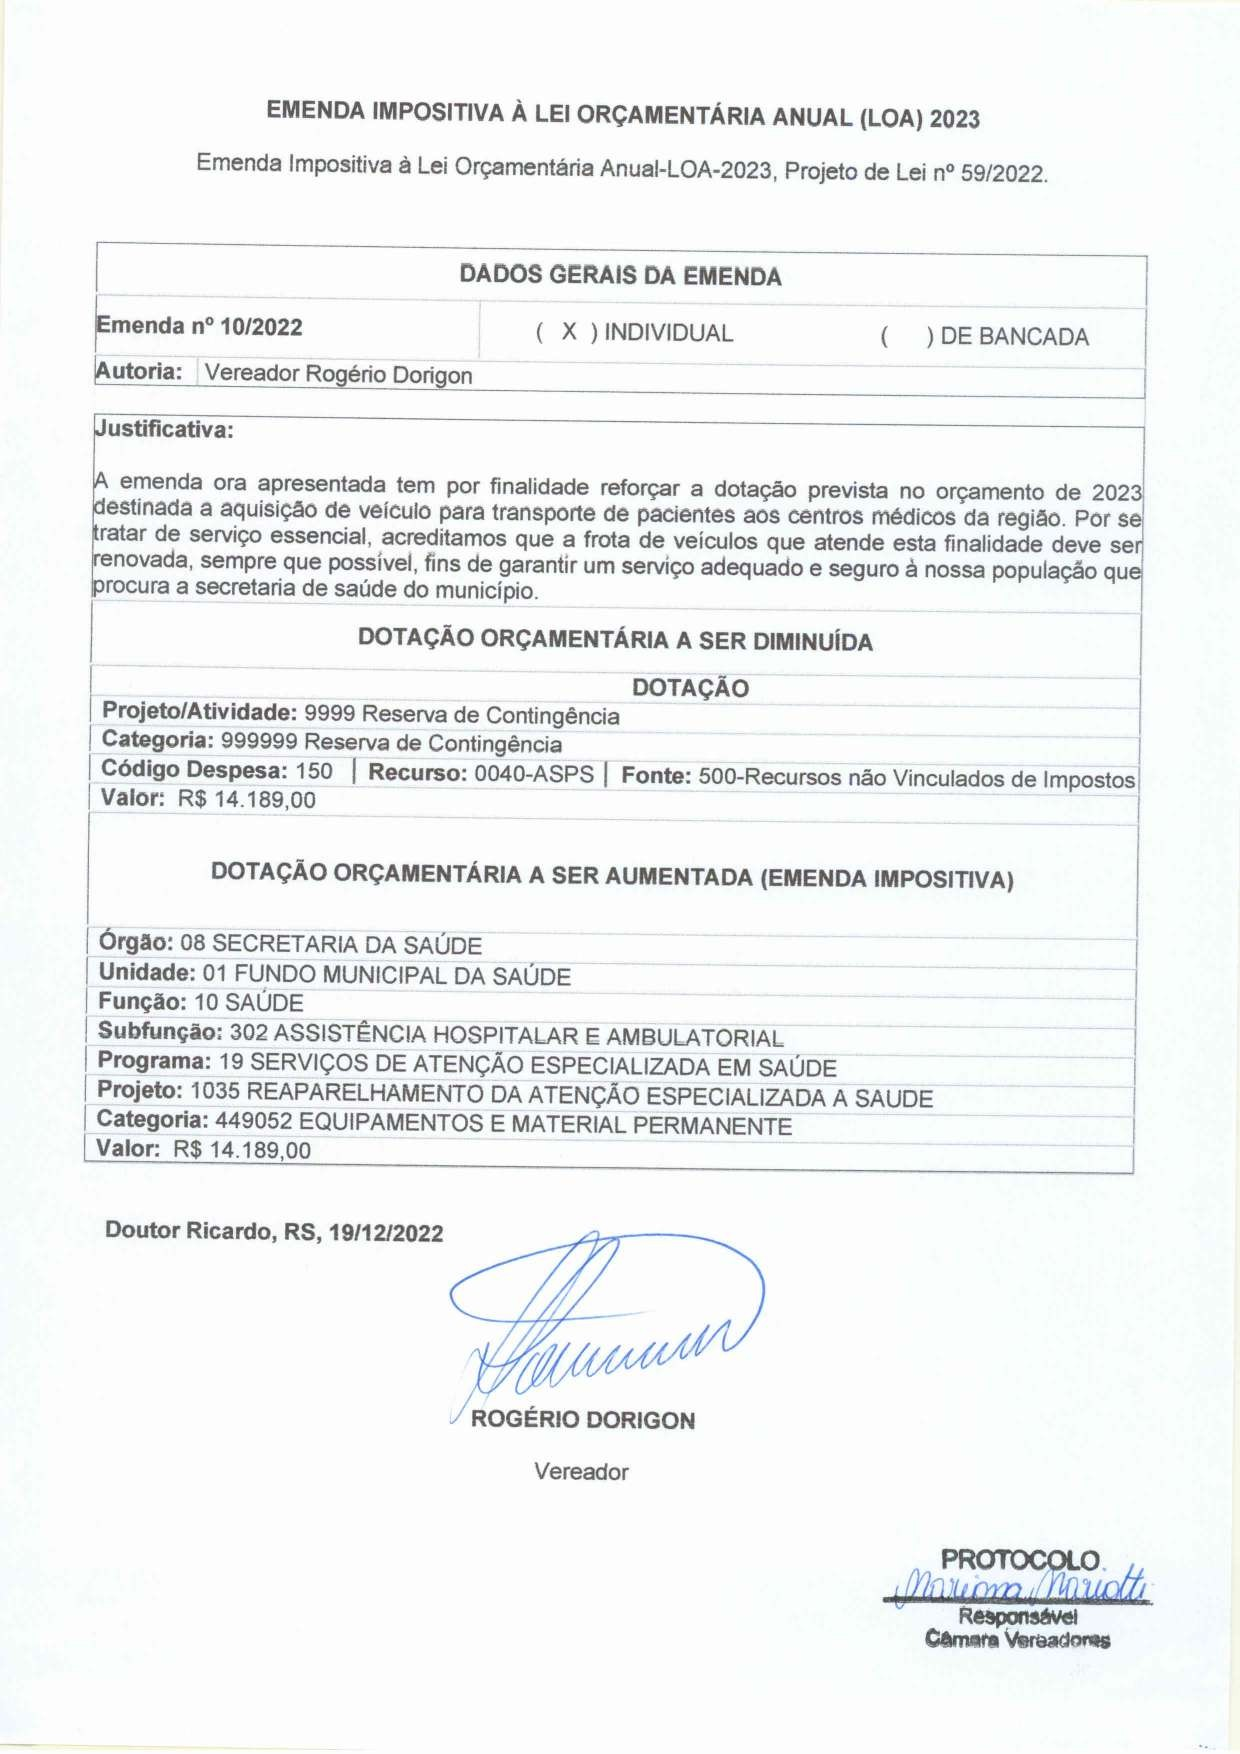 EMENDA IMPOSITIVA À LEI ORÇAMENTÁRIA ANUAL (LOA) 2023
Emenda Impositiva à Lei Orçamentária Anual-LOA-2023, Projeto de Lei nº 59/2022.
DADOS GERAIS DA EMENDA
Emenda nº 10/2022 ( X ) INDIVIDUAL ( ) DE BANCADA
Autoria: Vereador Rogério Dorigon
Justificativa:
A emenda ora apresentada tem por finalidade reforçar a dotação prevista no orçamento de 2023
destinada a aquisição de veículo para transporte de pacientes aos centros médicos da região. Por se
tratar de serviço essencial, acreditamos que a frota de veículos que atende esta finalidade deve ser
renovada, sempre que possível, fins de garantir um serviço adequado e seguro à nossa população que
procura a secretaria de saúde do município.
DOTAÇÃO ORÇAMENTÁRIA A SER DIMINUÍDA
DOTAÇÃO
Projeto/Atividade: 9999 Reserva de Contingência
Categoria: 999999 Reserva de Contingência
Código Despesa: 150 | Recurso: 0040-ASPS | Fonte: 500-Recursos não Vinculados de Impostos
Valor: R$ 14.189,00
DOTAÇÃO ORÇAMENTÁRIA A SER AUMENTADA (EMENDA IMPOSITIVA)
Órgão: 08 SECRETARIA DA SAÚDE
Unidade: 01 FUNDO MUNICIPAL DA SAÚDE
Função: 10 SAÚDE
Subfunção: 302 ASSISTÊNCIA HOSPITALAR E AMBULATORIAL
Programa: 19 SERVIÇOS DE ATENÇÃO ESPECIALIZADA EM SAÚDE
Projeto: 1035 REAPARELHAMENTO DA ATENÇÃO ESPECIALIZADA A SAUDE
Categoria: 449052 EQUIPAMENTOS E MATERIAL PERMANENTE
Valor: R$ 14.189,00
Doutor Ricardo, RS, 19/12/2022
ROGÉRIO DORIGON
Vereador
PROTOCOLO
Mariana Mariotti
Responsável
Câmara Vereadores